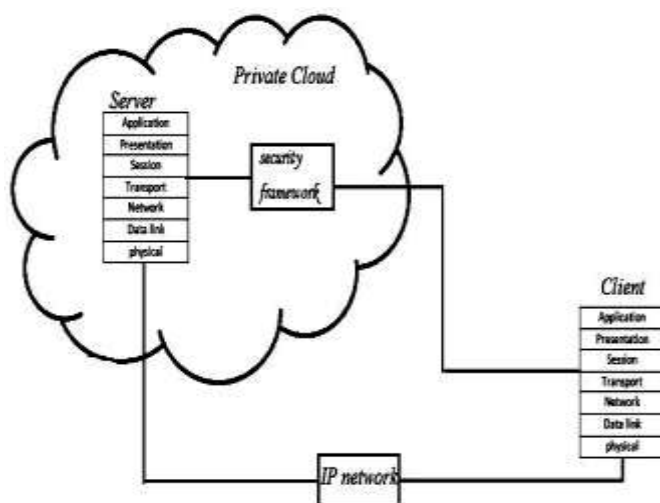 Private Cloud
Server
Application
Presentation
Session
Transport
Network
Data link
physical
security
framework
Client
Application
Presentation
Session
Transport
Network
Data link
physical
IP network